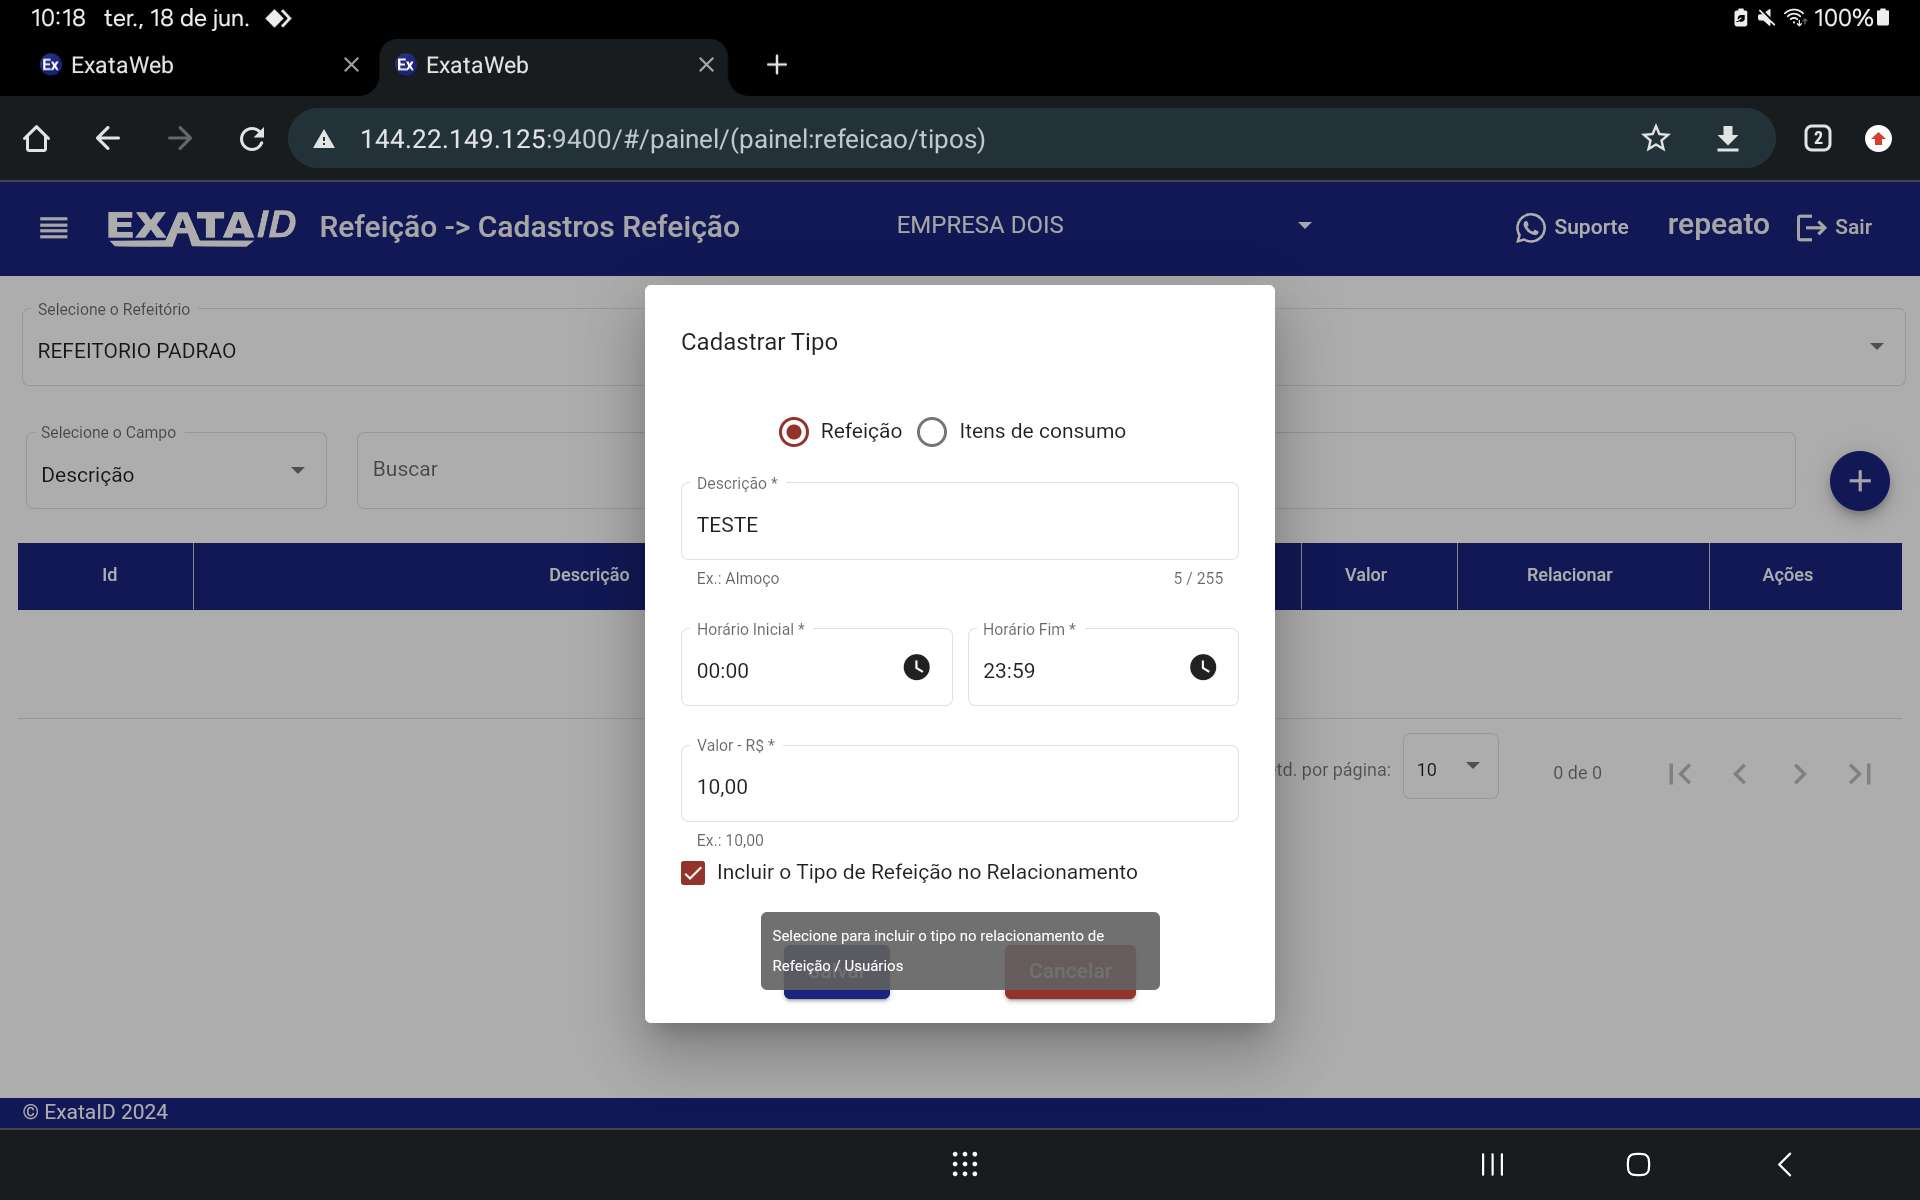 10:18 ter., 18 de jun. 100%
Ex ExataWeb Ex ExataWeb
144.22.149.125:9400/#/painel/(painel:refeicao/tipos) 2
EXATAID Refeição -> Cadastros Refeição EMPRESA DOIS Suporte repeato Sair
Selecione o Refeitório
REFEITORIO PADRAO
Cadastrar Tipo
Refeição Itens de consumo
Selecione o Campo
Descrição
Buscar
Descrição *
TESTE
Ex.: Almoço 5 / 255
Id Descrição Valor Relacionar Ações
Horário Inicial * Horário Fim *
00:00 23:59
Valor - R$ *
10,00
Ex.: 10,00
td. por página: 10 0 de 0
Incluir o Tipo de Refeição no Relacionamento
Selecione para incluir o tipo no relacionamento de
Refeição / Usuários
Cancelar
© ExataID 2024